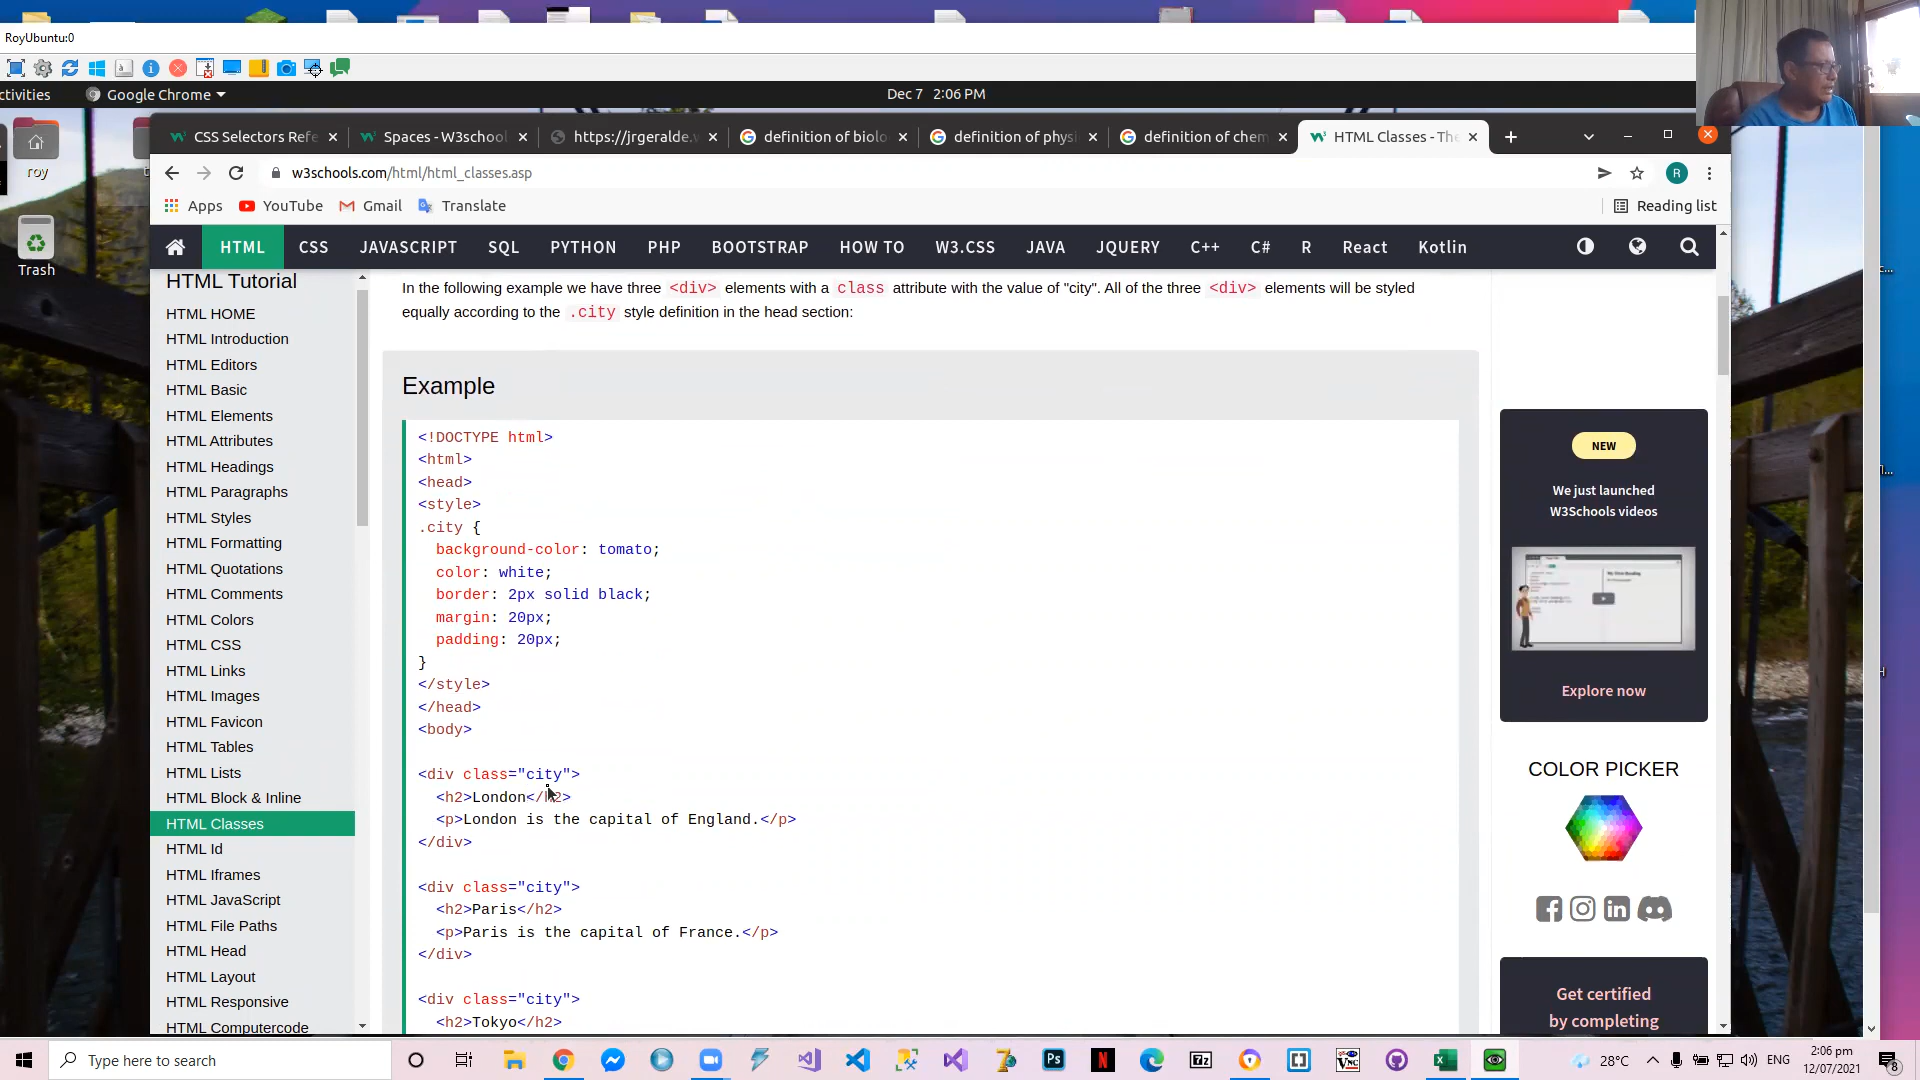 RoyUbuntu:0
ctivities
Google Chrome
Dec 7 2:06 PM
roy
Trash
CSS Selectors Refe
Spaces - W3school
https://jrgeralde.w
definition of biolo
definition of physi
definition of chem
HTML Classes - The
w3schools.com/html/html_classes.asp
R
Apps
YouTube
Gmail
Translate
Reading list
HTML
CSS
JAVASCRIPT
SQL
PYTHON
PHP
BOOTSTRAP
HOW TO
W3.CSS
JAVA
JQUERY
C++
C#
R
React
Kotlin
HTML Tutorial
HTML HOME
HTML Introduction
HTML Editors
HTML Basic
HTML Elements
HTML Attributes
HTML Headings
HTML Paragraphs
HTML Styles
HTML Formatting
HTML Quotations
HTML Comments
HTML Colors
HTML CSS
HTML Links
HTML Images
HTML Favicon
HTML Tables
HTML Lists
HTML Block & Inline
HTML Classes
HTML Id
HTML Iframes
HTML JavaScript
HTML File Paths
HTML Head
HTML Layout
HTML Responsive
HTML Computercode
In the following example we have three <div> elements with a class attribute with the value of "city". All of the three <div> elements will be styled
equally according to the .city style definition in the head section:
Example
<!DOCTYPE html>
<html>
<head>
<style>
.city {
background-color: tomato;
color: white;
border: 2px solid black;
margin: 20px;
padding: 20px;
}
</style>
</head>
<body>
<div class="city">
<h2>London</h2>
<p>London is the capital of England.</p>
</div>
<div class="city">
<h2>Paris</h2>
<p>Paris is the capital of France.</p>
</div>
<div class="city">
<h2>Tokyo</h2>
NEW
We just launched
W3Schools videos
Explore now
COLOR PICKER
Get certified
by completing
Type here to search
Ps
N
7z
28°C
ENG
2:06 pm
12/07/2021
8